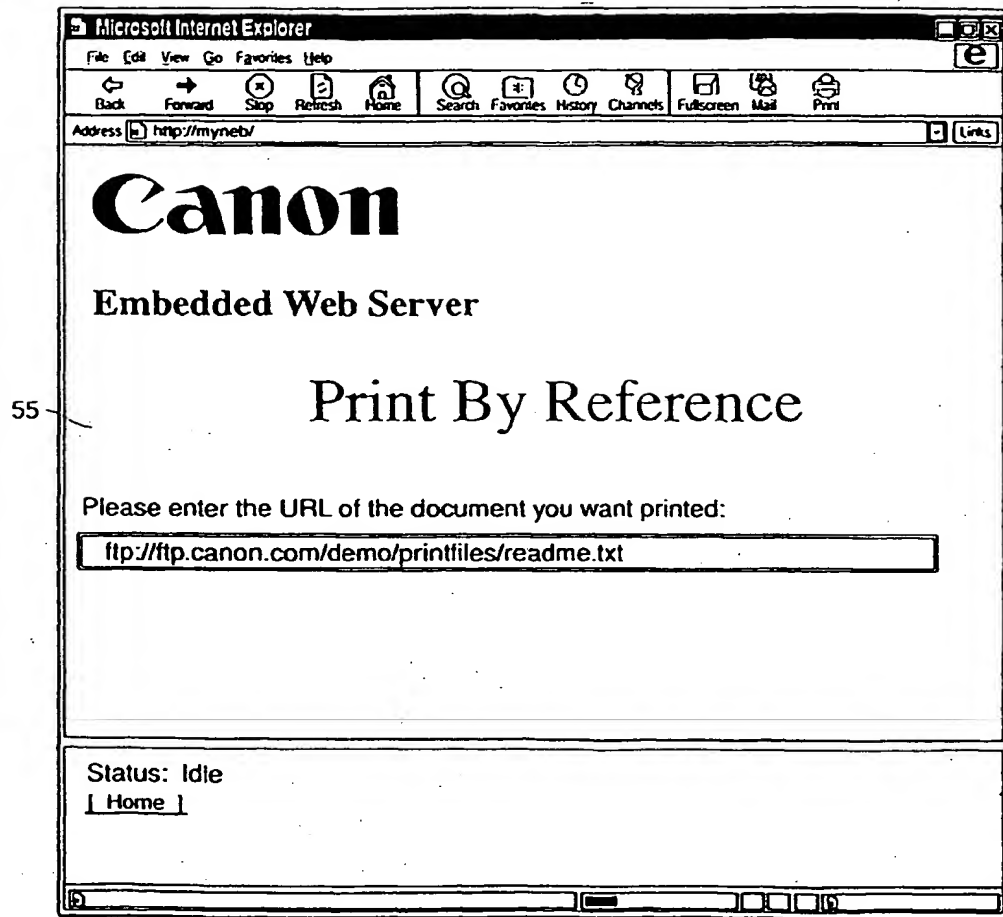 Microsoft Internet Explorer
File Edit View Go Favorites Help
e
Back Forward Stop Refresh Home Search Favorites History Channels Fullscreen Mail Print
Address http://myneb/ Links
Canon
Embedded Web Server
Print By Reference
55
Please enter the URL of the document you want printed:
ftp://ftp.canon.com/demo/printfiles/readme.txt
Status: Idle
[ Home ]